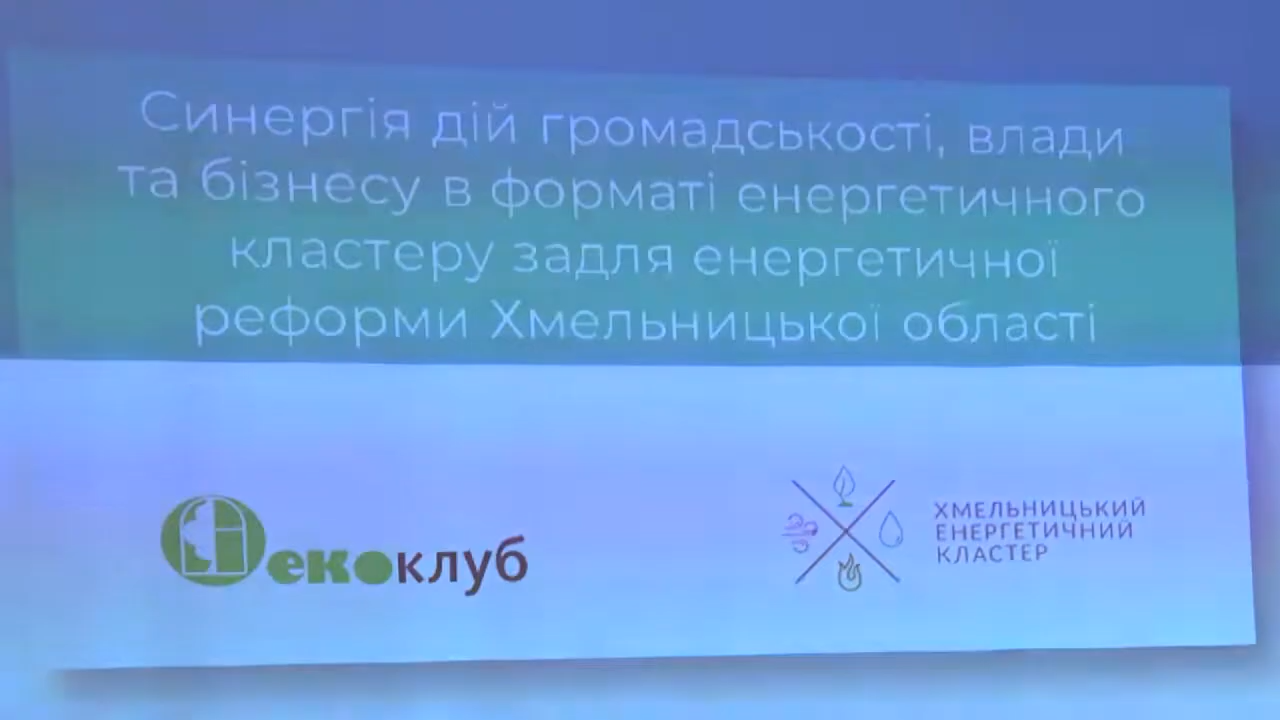 Синергія дій громадськості, влади
та бізнесу в форматі енергетичного
кластеру задля енергетичної
реформи Хмельницької області
екоклуб
ХМЕЛЬНИЦЬКИЙ
ЕНЕРГЕТИЧНИЙ
КЛАСТЕР